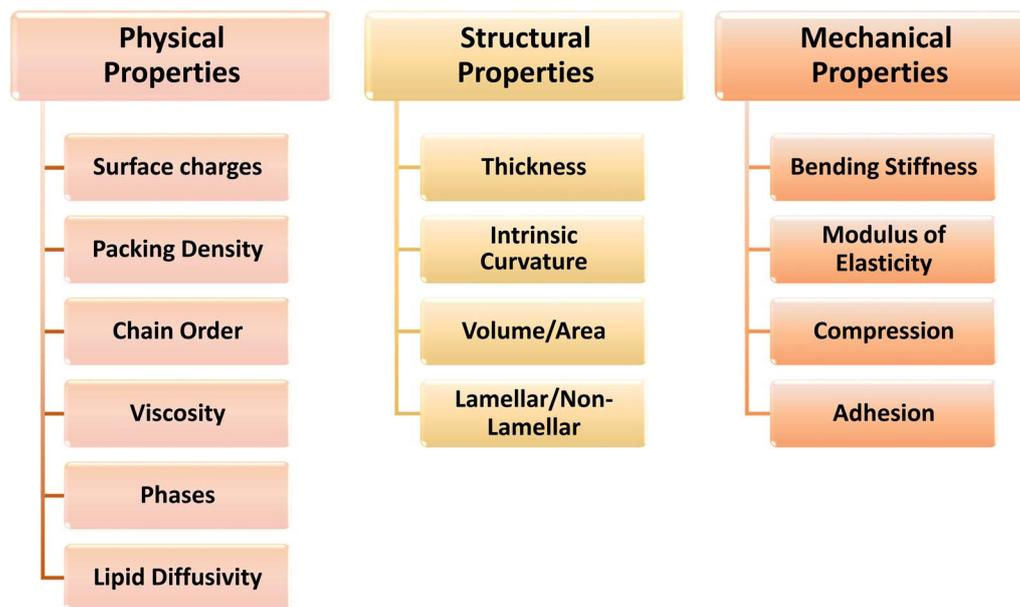 Physical
Properties
Surface charges
Packing Density
Chain Order
Viscosity
Phases
Lipid Diffusivity
Structural
Properties
Thickness
Intrinsic
Curvature
Volume/Area
Lamellar/Non-
Lamellar
Mechanical
Properties
Bending Stiffness
Modulus of
Elasticity
Compression
Adhesion